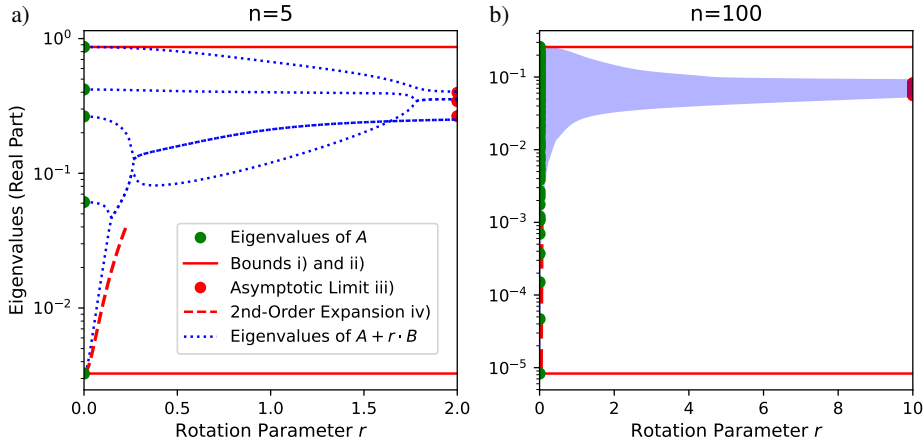 a)
n=5
Eigenvalues (Real Part)
10⁰
10⁻¹
10⁻²
Eigenvalues of A
Bounds i) and ii)
Asymptotic Limit iii)
2nd-Order Expansion iv)
Eigenvalues of A + r · B
0.0 0.5 1.0 1.5 2.0
Rotation Parameter r
b)
n=100
10⁻¹
10⁻²
10⁻³
10⁻⁴
10⁻⁵
0 2 4 6 8 10
Rotation Parameter r